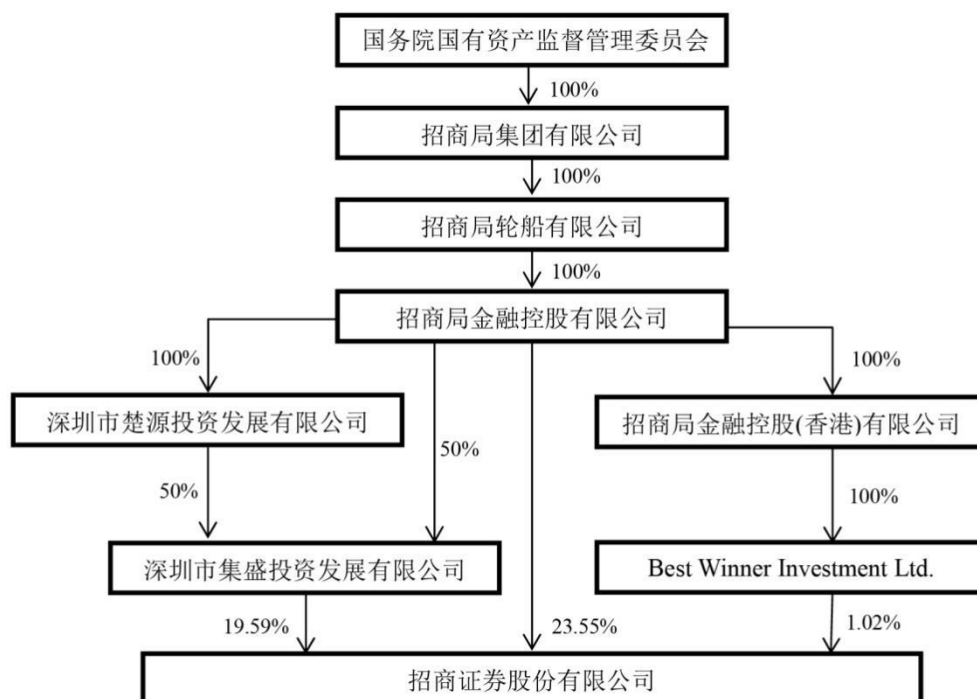 国务院国有资产监督管理委员会
100%
招商局集团有限公司
100%
招商局轮船有限公司
100%
招商局金融控股有限公司
100%
100%
深圳市楚源投资发展有限公司
招商局金融控股(香港)有限公司
50%
50%
100%
深圳市集盛投资发展有限公司
Best Winner Investment Ltd.
19.59%
23.55%
1.02%
招商证券股份有限公司